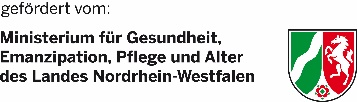 gefördert vom:
Ministerium für Gesundheit,
Emanzipation, Pflege und Alter
des Landes Nordrhein-Westfalen